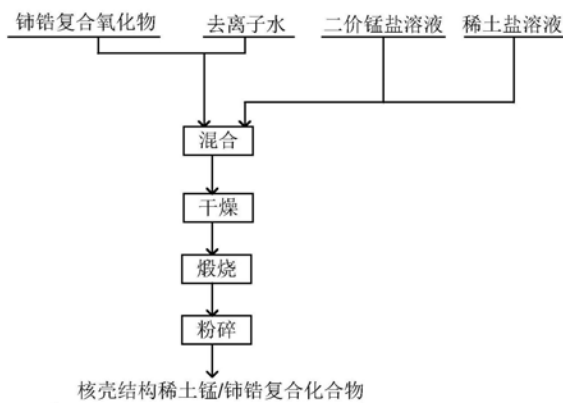 铈锆复合氧化物
去离子水
二价锰盐溶液
稀土盐溶液
混合
干燥
煅烧
粉碎
核壳结构稀土锰/铈锆复合化合物